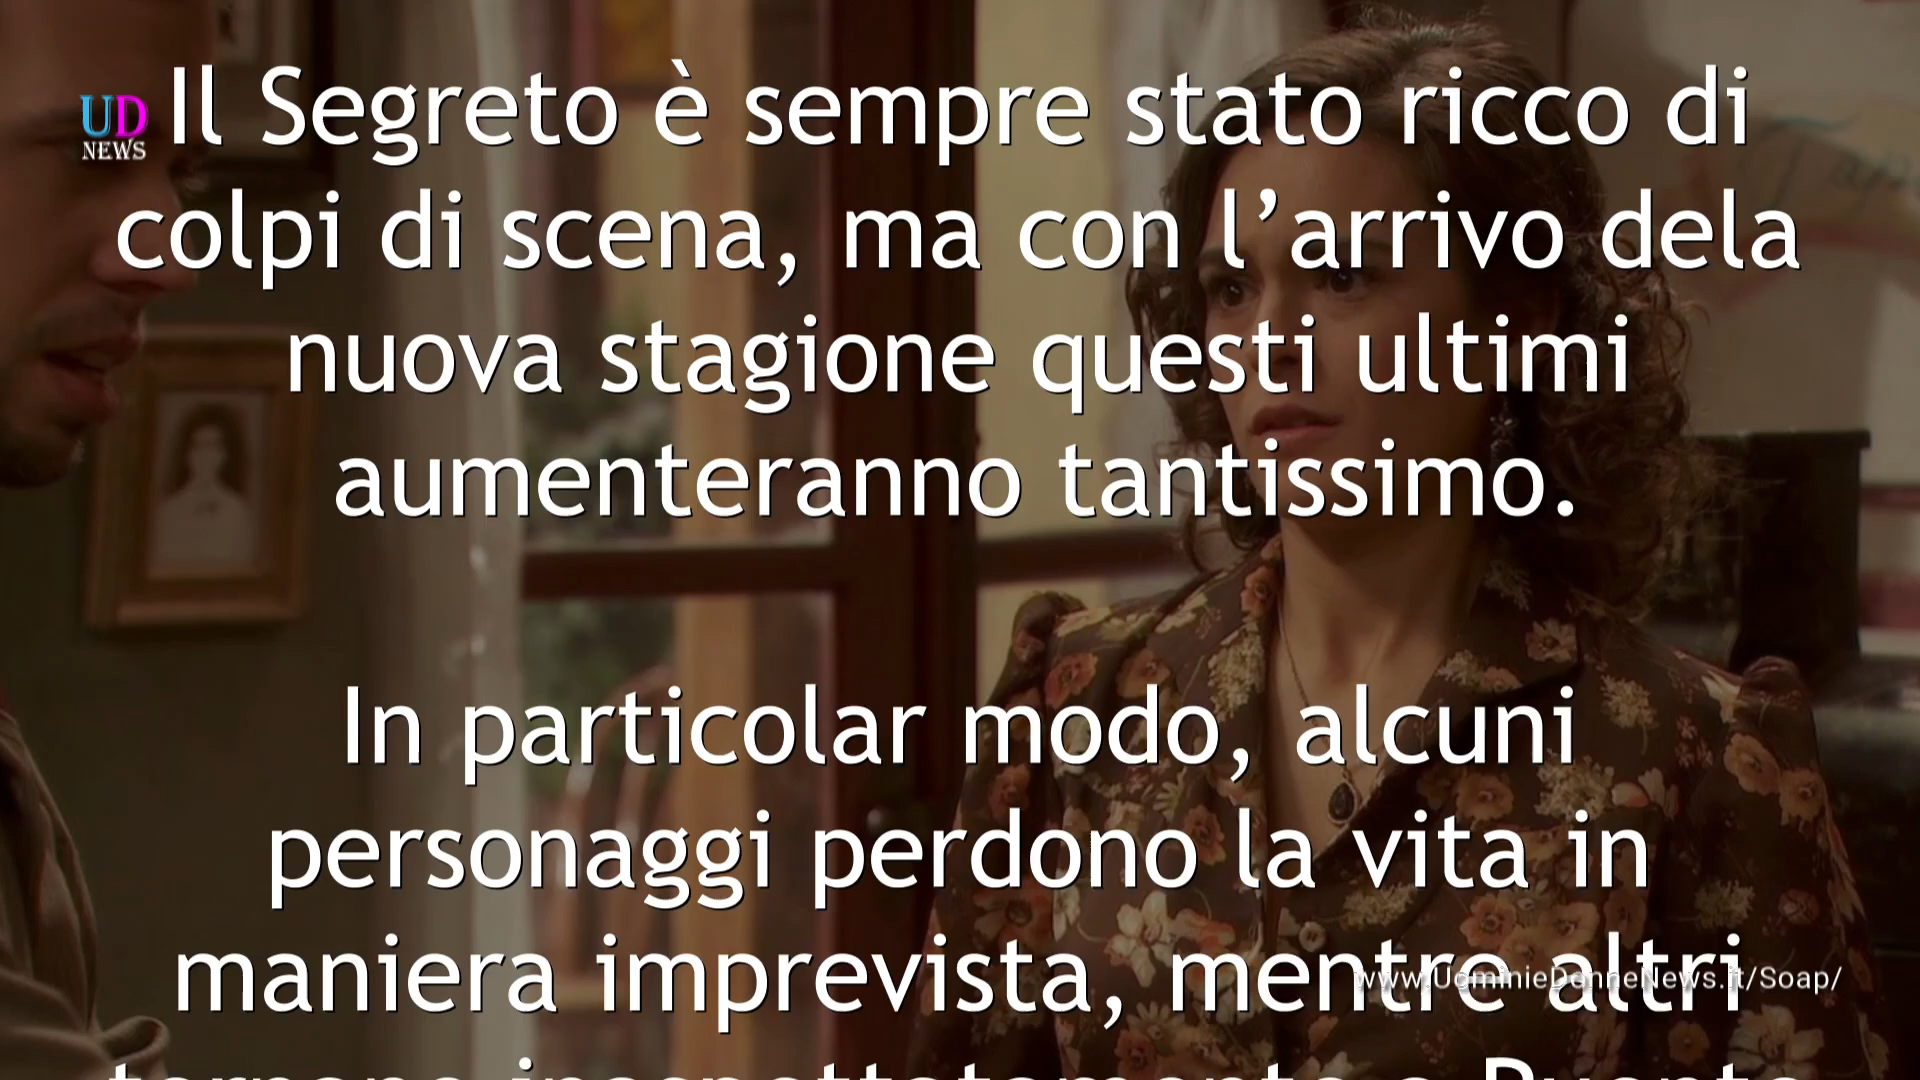 Il Segreto è sempre stato ricco di
UD
NEWS
colpi di scena, ma con l’arrivo dela
nuova stagione questi ultimi
aumenteranno tantissimo.
In particolar modo, alcuni
personaggi perdono la vita in
maniera imprevista, mentre altri
www.UominieDonneNews.it/Soap/